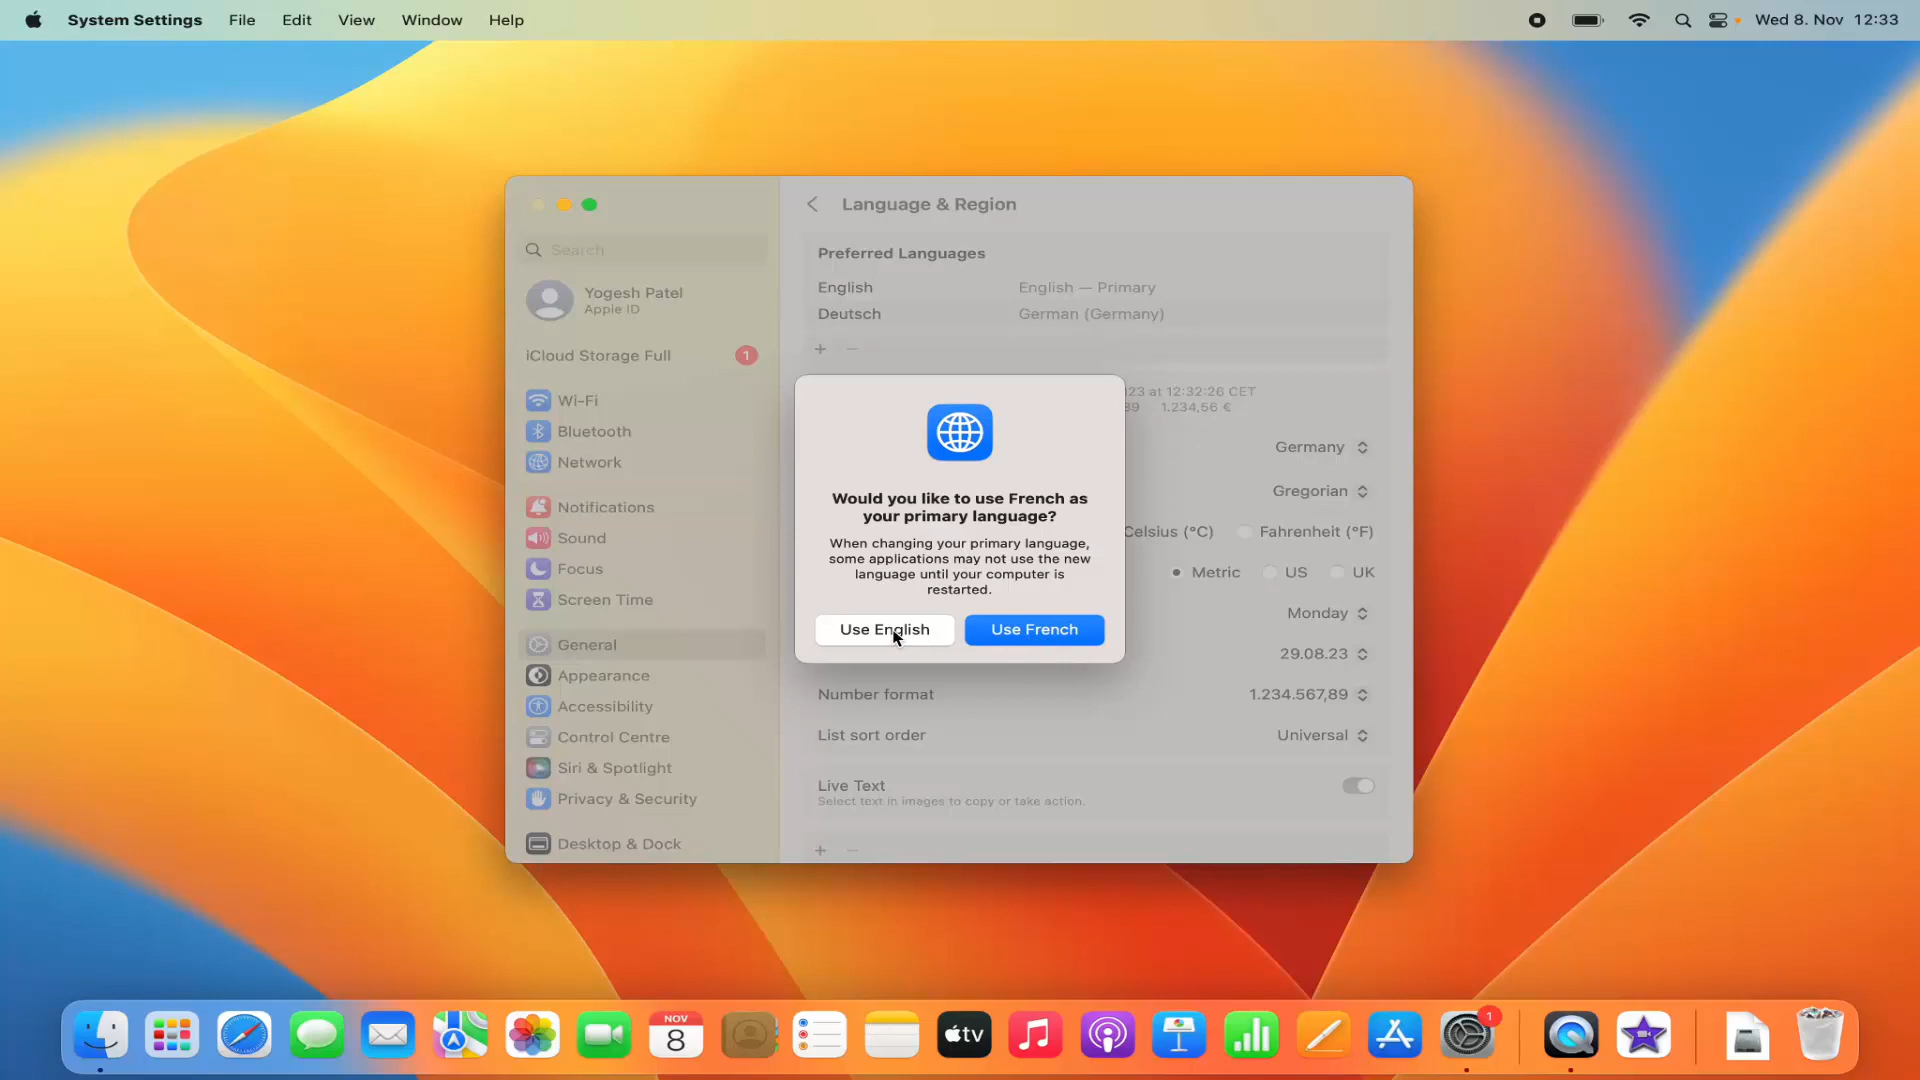 System Settings File Edit View Window Help Wed 8. Nov 12:33
Language & Region
Search
Preferred Languages
Yogesh Patel
Apple ID
English English — Primary
Deutsch German (Germany)
iCloud Storage Full 1
+ −
Wi-Fi
Bluetooth
Network
Notifications
Sound
Focus
Screen Time
General
Appearance
Accessibility
Control Centre
Siri & Spotlight
Privacy & Security
Desktop & Dock
23 at 12:32:26 CET
89 1.234,56 €
Germany
Gregorian
Celsius (°C) Fahrenheit (°F)
Metric US UK
Monday
29.08.23
Number format 1.234.567,89
List sort order Universal
Live Text
Select text in images to copy or take action.
+ −
Would you like to use French as
your primary language?
When changing your primary language,
some applications may not use the new
language until your computer is
restarted.
Use English Use French
NOV
8
tv
1